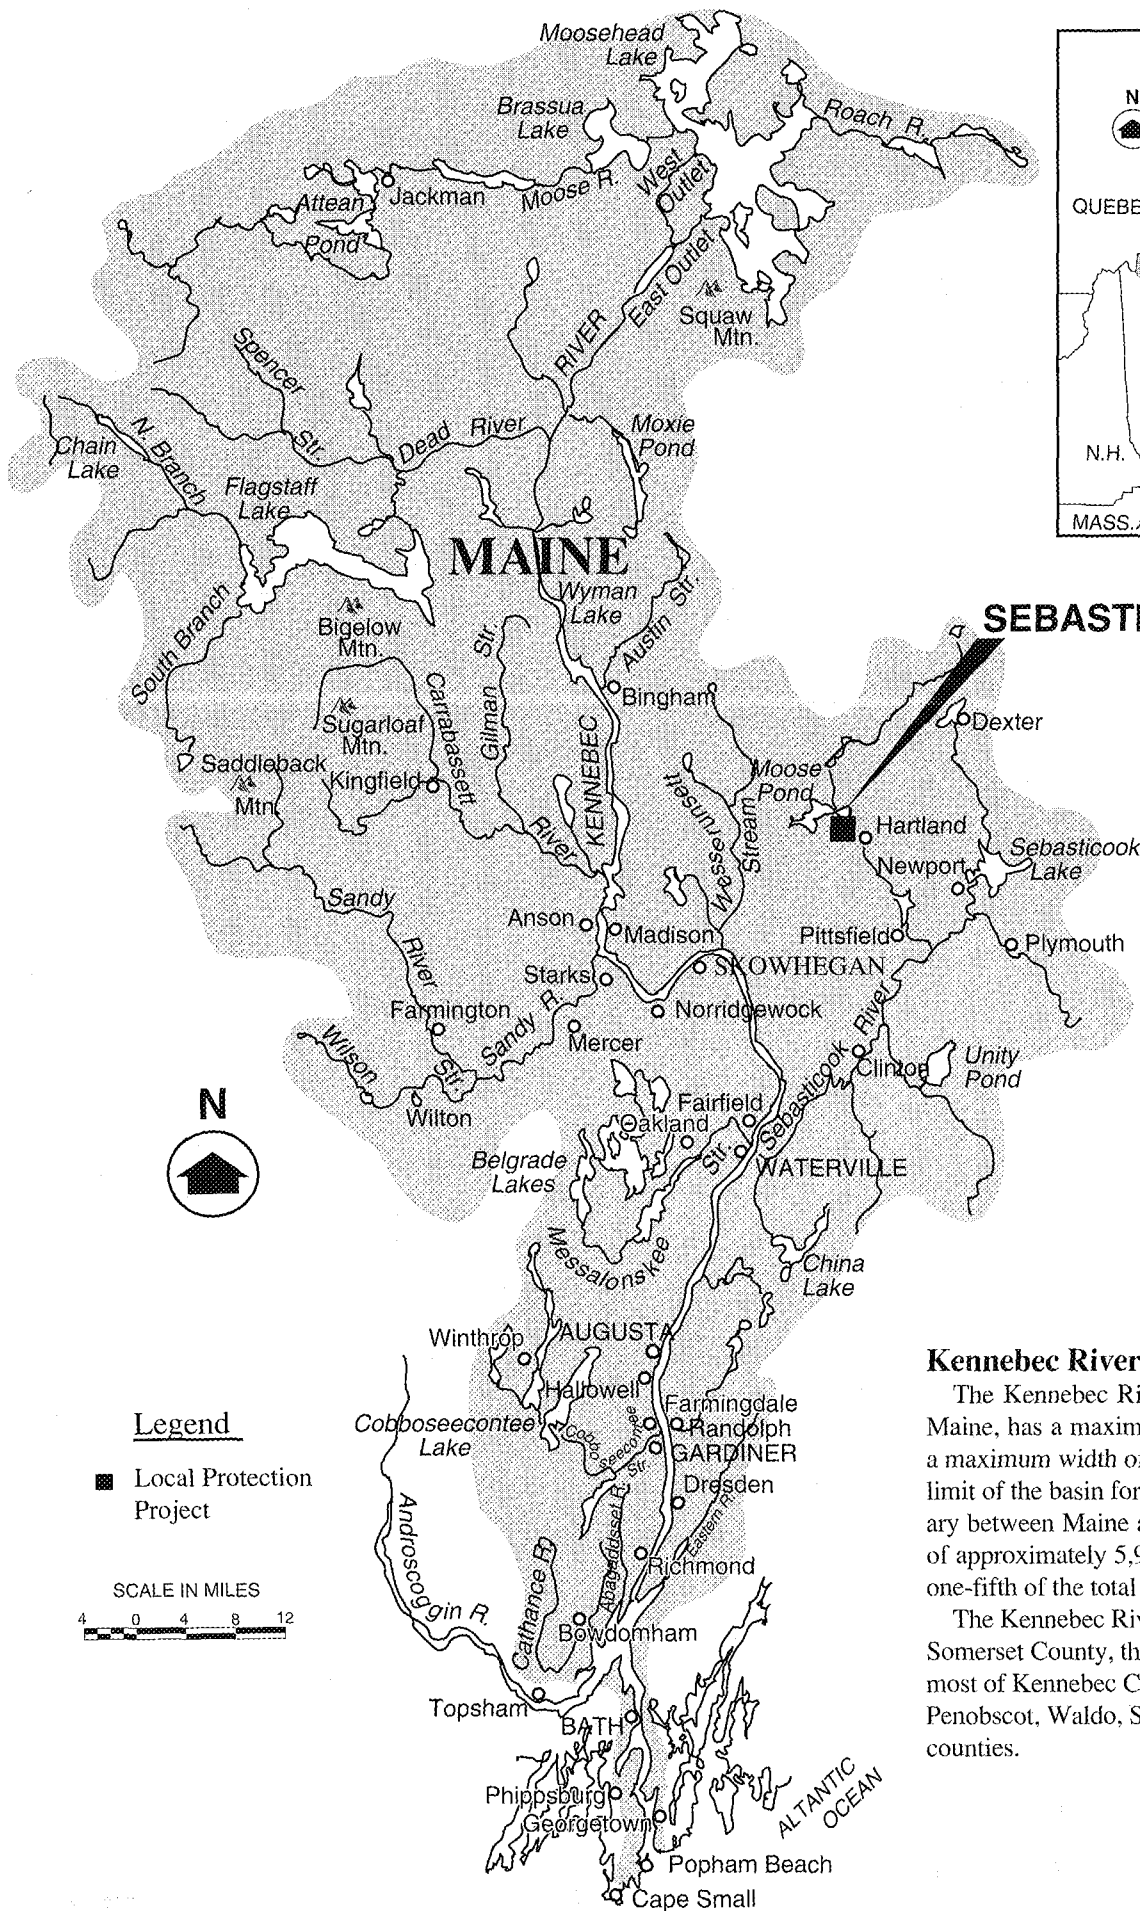 Moosehead
Lake
Brassua
Lake
Roach R.
N
QUEBE
West
Outlet
Moose R.
Jackman
Attean
Pond
East Outlet
Squaw
Mtn.
RIVER
Spencer
Str.
Dead River
Moxie
Pond
N. Branch
Chain
Lake
Flagstaff
Lake
N.H.
MASS.
MAINE
Wyman
Lake
Austin Str.
SEBASTI
South Branch
Bigelow
Mtn.
Gilman Str.
Bingham
Carrabassett
River
Sugarloaf
Mtn.
KENNEBEC
Dexter
Saddleback
Mtn.
Kingfield
Moose
Pond
Wesserunsett
Stream
Hartland
Newport
Sebasticook
Lake
Sandy
River
Anson
Madison
Pittsfield
Plymouth
Starks
SKOWHEGAN
Farmington
Sandy R.
Norridgewock
Mercer
Sebasticook River
Clinton
Unity
Pond
Wilson
Str.
Wilton
N
Fairfield
Oakland
Belgrade
Lakes
Str.
WATERVILLE
Messalonskee
China
Lake
Winthrop
AUGUSTA
Hallowell
Farmingdale
Randolph
GARDINER
Cobboseecontee
Lake
Cobbo
seecontee
Str.
Dresden
Legend
Local Protection
Project
Kennebec River
The Kennebec Ri
Maine, has a maxim
a maximum width o
limit of the basin for
ary between Maine a
of approximately 5,9
one-fifth of the total
The Kennebec Riv
Somerset County, th
most of Kennebec C
Penobscot, Waldo, S
counties.
Androscoggin R.
Abagaddsset R.
Eastern R.
Richmond
Cathance R.
SCALE IN MILES
4 0 4 8 12
Bowdomham
Topsham
BATH
Phippsburg
Georgetown
ALTANTIC
OCEAN
Popham Beach
Cape Small